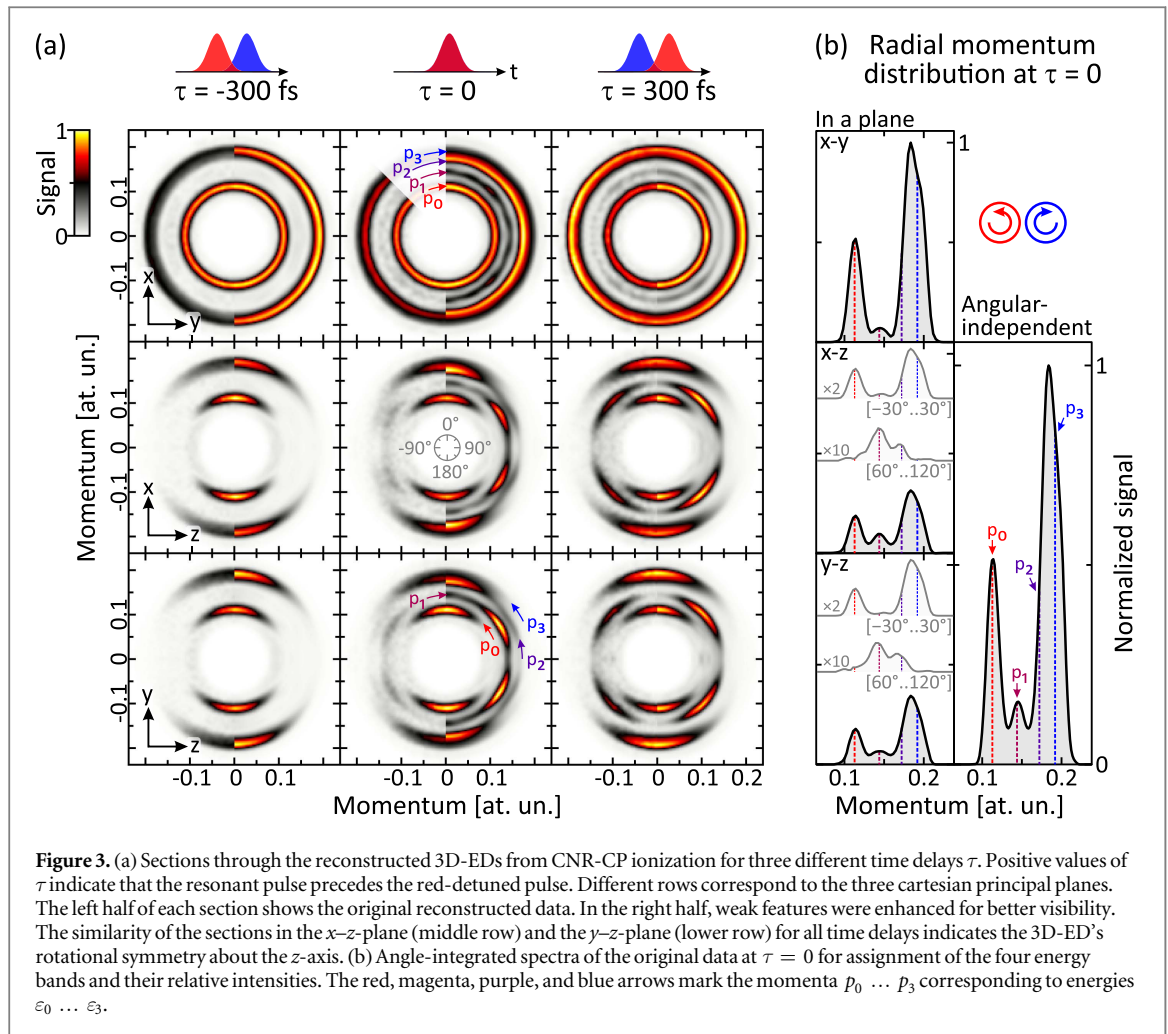 (a)
τ = -300 fs
τ = 0
t
τ = 300 fs
Signal
1
0
p3
p2
p1
p0
0.1
0
-0.1
x
y
Momentum [at. un.]
0.1
0
-0.1
x
z
0°
-90° 90°
180°
0.1
0
-0.1
y
z
p1
p0
p3
p2
-0.1 0 0.1
-0.1 0 0.1
-0.1 0 0.1 0.2
Momentum [at. un.]
(b) Radial momentum
distribution at τ = 0
In a plane
x-y
1
Angular-
independent
x-z
×2
[−30°..30°]
×10
[60°..120°]
y-z
×2
[−30°..30°]
×10
[60°..120°]
1
p3
p0
p2
p1
0
Normalized signal
0.1 0.2
0.1 0.2
Momentum [at. un.]
Figure 3. (a) Sections through the reconstructed 3D-EDs from CNR-CP ionization for three different time delays τ. Positive values of
τ indicate that the resonant pulse precedes the red-detuned pulse. Different rows correspond to the three cartesian principal planes.
The left half of each section shows the original reconstructed data. In the right half, weak features were enhanced for better visibility.
The similarity of the sections in the x–z-plane (middle row) and the y–z-plane (lower row) for all time delays indicates the 3D-ED's
rotational symmetry about the z-axis. (b) Angle-integrated spectra of the original data at τ = 0 for assignment of the four energy
bands and their relative intensities. The red, magenta, purple, and blue arrows mark the momenta p0 … p3 corresponding to energies
ε0 … ε3.